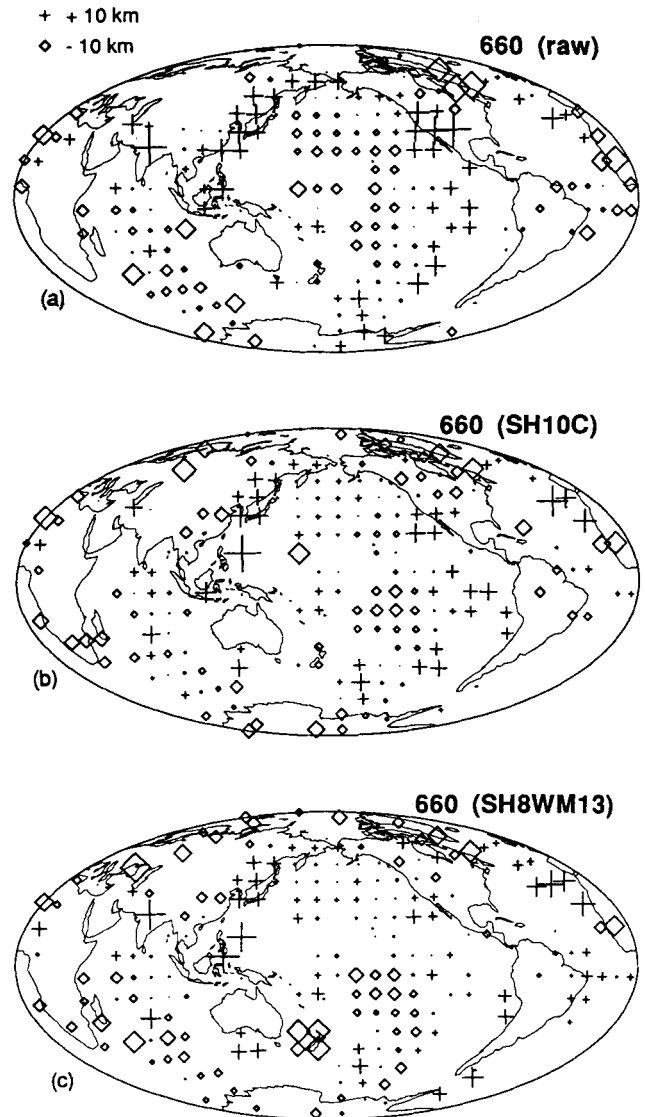 + + 10 km
◇ - 10 km
660 (raw)
(a)
660 (SH10C)
(b)
660 (SH8WM13)
(c)